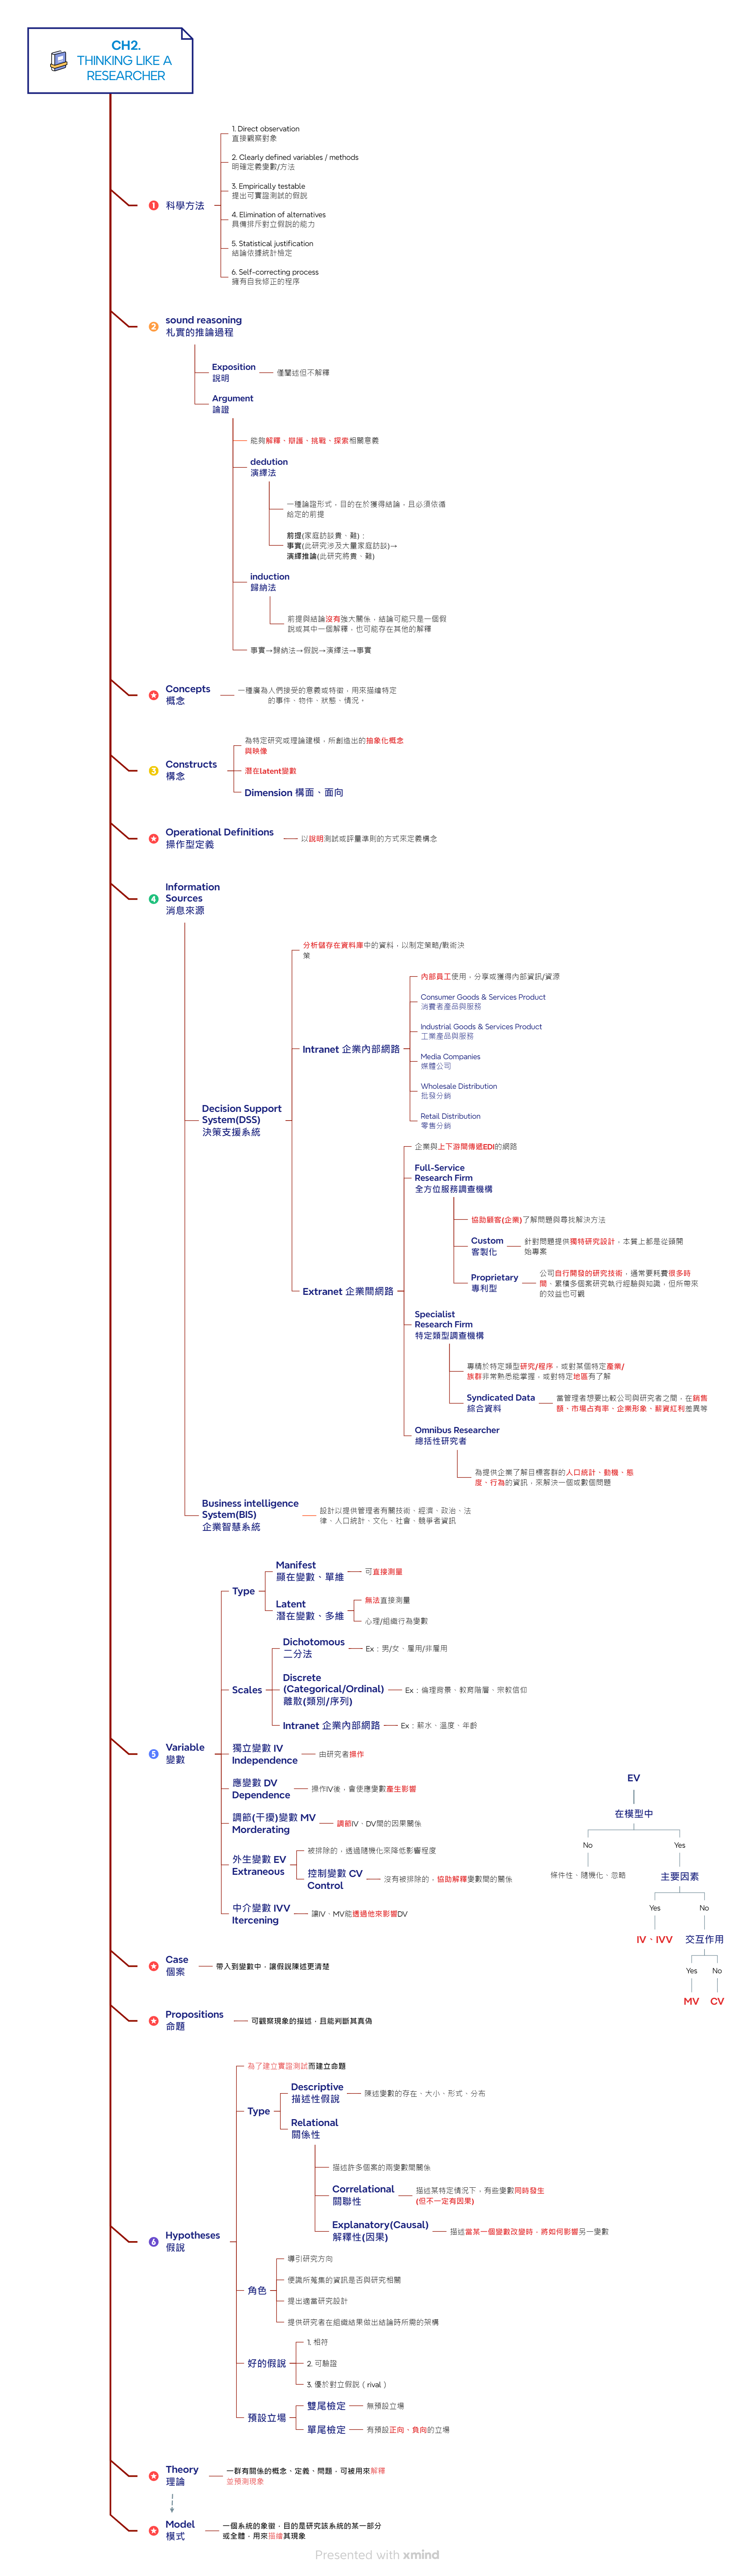 CH2.
THINKING LIKE A
RESEARCHER
1
科學方法
1. Direct observation
直接觀察對象
2. Clearly defined variables / methods
明確定義變數/方法
3. Empirically testable
提出可實證測試的假說
4. Elimination of alternatives
具備排斥對立假說的能力
5. Statistical justification
結論依據統計檢定
6. Self-correcting process
擁有自我修正的程序
2
sound reasoning
札實的推論過程
Exposition
說明
僅闡述但不解釋
Argument
論證
能夠解釋、辯護、挑戰、探索相關意義
dedution
演繹法
一種論證形式，目的在於獲得結論，且必須依循
給定的前提
前提(家庭訪談貴、難)；
事實(此研究涉及大量家庭訪談)→
演繹推論(此研究將貴、難)
induction
歸納法
前提與結論沒有強大關係，結論可能只是一個假
說或其中一個解釋，也可能存在其他的解釋
事實→歸納法→假説→演繹法→事實
Concepts
概念
一種廣為人們接受的意義或特徵，用來描繪特定
的事件、物件、狀態、情況。
3
Constructs
構念
為特定研究或理論建模，所創造出的抽象化概念
與映像
潛在latent變數
Dimension 構面、面向
Operational Definitions
操作型定義
以說明測試或評量準則的方式來定義構念
4
Information
Sources
消息來源
Decision Support
System(DSS)
決策支援系統
分析儲存在資料庫中的資料，以制定策略/戰術決
策
Intranet 企業內部網路
內部員工使用，分享或獲得內部資訊/資源
Consumer Goods & Services Product
消費者產品與服務
Industrial Goods & Services Product
工業產品與服務
Media Companies
媒體公司
Wholesale Distribution
批發分銷
Retail Distribution
零售分銷
Extranet 企業間網路
企業與上下游間傳遞EDI的網路
Full-Service
Research Firm
全方位服務調查機構
協助顧客(企業)了解問題與尋找解決方法
Custom
客製化
針對問題提供獨特研究設計，本質上都是從頭開
始專案
Proprietary
專利型
公司自行開發的研究技術，通常要耗費很多時
間，累積多個案研究執行經驗與知識，但所帶來
的效益也可觀
Specialist
Research Firm
特定類型調查機構
專精於特定類型研究/程序，或對某個特定產業/
族群非常熟悉能掌握，或對特定地區有了解
Syndicated Data
綜合資料
當管理者想要比較公司與研究者之間，在銷售
額、市場占有率、企業形象、薪資紅利差異等
Omnibus Researcher
總括性研究者
為提供企業了解目標客群的人口統計、動機、態
度、行為的資訊，來解決一個或數個問題
Business intelligence
System(BIS)
企業智慧系統
設計以提供管理者有關技術、經濟、政治、法
律、人口統計、文化、社會、競爭者資訊
5
Variable
變數
Type
Manifest
顯在變數、單維
可直接測量
Latent
潛在變數、多維
無法直接測量
心理/組織行為變數
Scales
Dichotomous
二分法
Ex：男/女、雇用/非雇用
Discrete
(Categorical/Ordinal)
離散(類別/序列)
Ex：倫理背景、教育階層、宗教信仰
Intranet 企業內部網路
Ex：薪水、溫度、年齡
獨立變數 IV
Independence
由研究者操作
應變數 DV
Dependence
操作IV後，會使應變數產生影響
調節(干擾)變數 MV
Morderating
調節IV、DV間的因果關係
外生變數 EV
Extraneous
被排除的，透過隨機化來降低影響程度
控制變數 CV
Control
沒有被排除的，協助解釋變數間的關係
中介變數 IVV
Itercening
讓IV、MV能透過他來影響DV
EV
在模型中
No
Yes
條件性、隨機化、忽略
主要因素
Yes
No
IV、IVV
交互作用
Yes
No
MV
CV
Case
個案
帶入到變數中，讓假説陳述更清楚
Propositions
命題
可觀察現象的描述，且能判斷其真偽
6
Hypotheses
假説
為了建立實證測試而建立命題
Type
Descriptive
描述性假說
陳述變數的存在、大小、形式、分布
Relational
關係性
描述許多個案的兩變數間關係
Correlational
關聯性
描述某特定情況下，有些變數同時發生
(但不一定有因果)
Explanatory(Causal)
解釋性(因果)
描述當某一個變數改變時，將如何影響另一變數
角色
導引研究方向
使識所蒐集的資訊是否與研究相關
提出適當研究設計
提供研究者在組織結果做出結論時所需的架構
好的假說
1. 相符
2. 可驗證
3. 優於對立假說（rival）
預設立場
雙尾檢定
無預設立場
單尾檢定
有預設正向、負向的立場
Theory
理論
一群有關係的概念、定義、問題，可被用來解釋
並預測現象
Model
模式
一個系統的象徵，目的是研究該系統的某一部分
或全體，用來描繪其現象
Presented with xmind